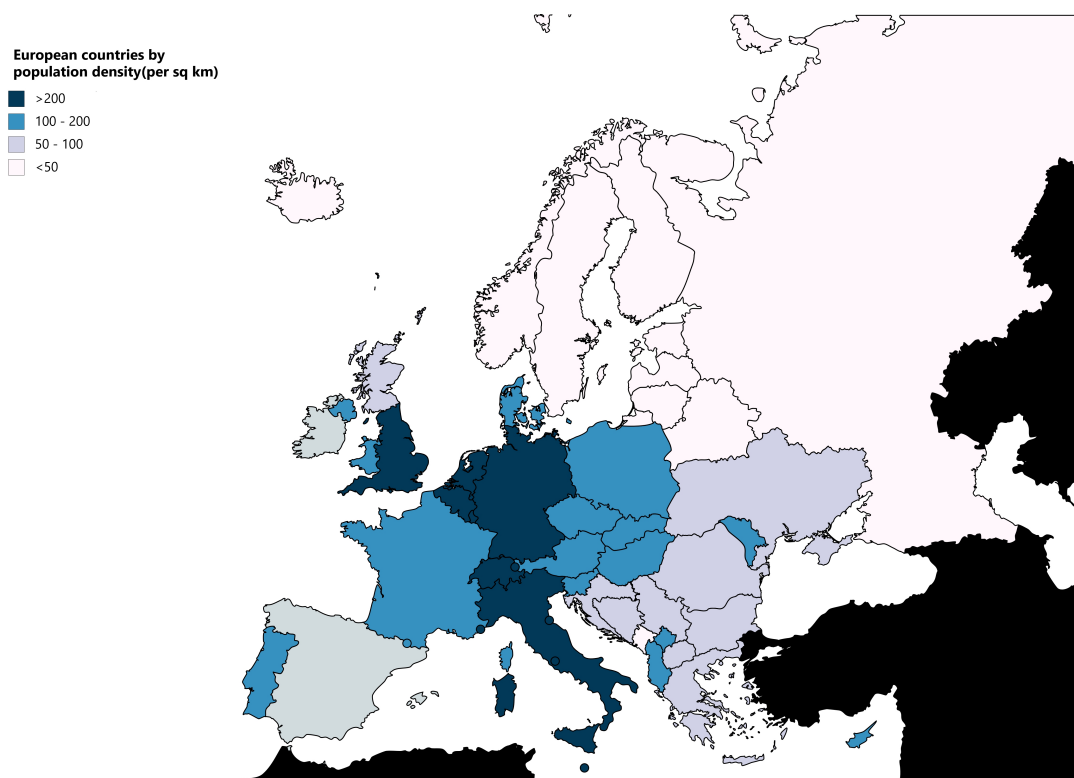 European countries by
population density(per sq km)
>200
100 - 200
50 - 100
<50